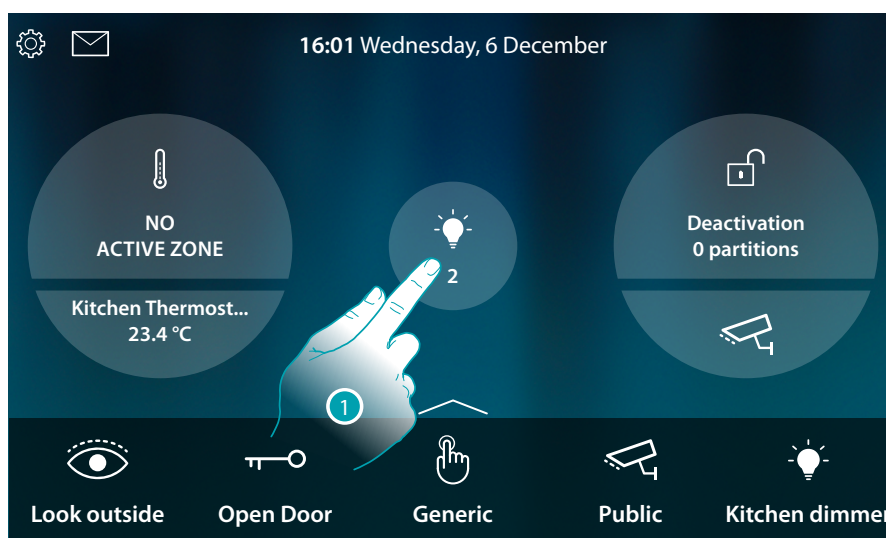 16:01 Wednesday, 6 December
NO
ACTIVE ZONE
Kitchen Thermost...
23.4 °C
2
Deactivation
0 partitions
1
Look outside
Open Door
Generic
Public
Kitchen dimmer